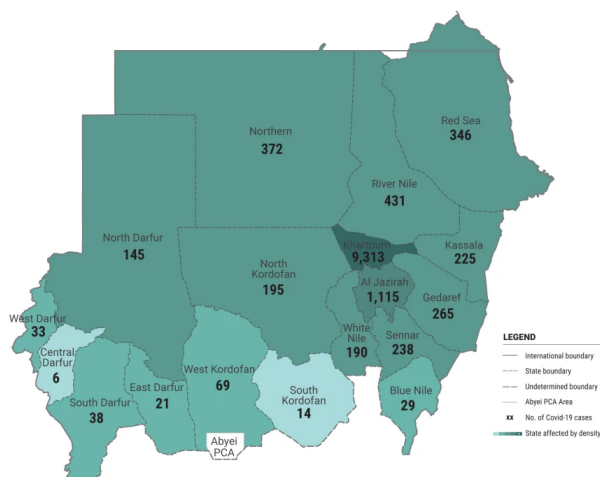 Northern
372
Red Sea
346
River Nile
431
North Darfur
145
North
Kordofan
195
Khartoum
9,313
Kassala
225
Al Jazirah
1,115
Gedaref
265
West Darfur
33
Central
Darfur
6
White
Nile
190
Sennar
238
West Kordofan
69
East Darfur
21
South Darfur
38
South
Kordofan
14
Blue Nile
29
Abyei
PCA
LEGEND
International boundary
State boundary
Undetermined boundary
Abyei PCA Area
xx No. of Covid-19 cases
State affected by density